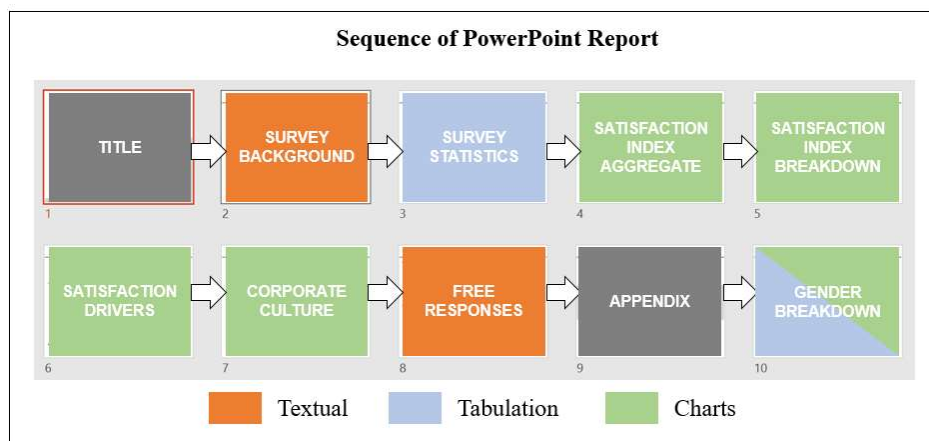 Sequence of PowerPoint Report
TITLE
SURVEY
BACKGROUND
SURVEY
STATISTICS
SATISFACTION
INDEX
AGGREGATE
SATISFACTION
INDEX
BREAKDOWN
1
2
3
4
5
SATISFACTION
DRIVERS
CORPORATE
CULTURE
FREE
RESPONSES
APPENDIX
GENDER
BREAKDOWN
6
7
8
9
10
Textual
Tabulation
Charts